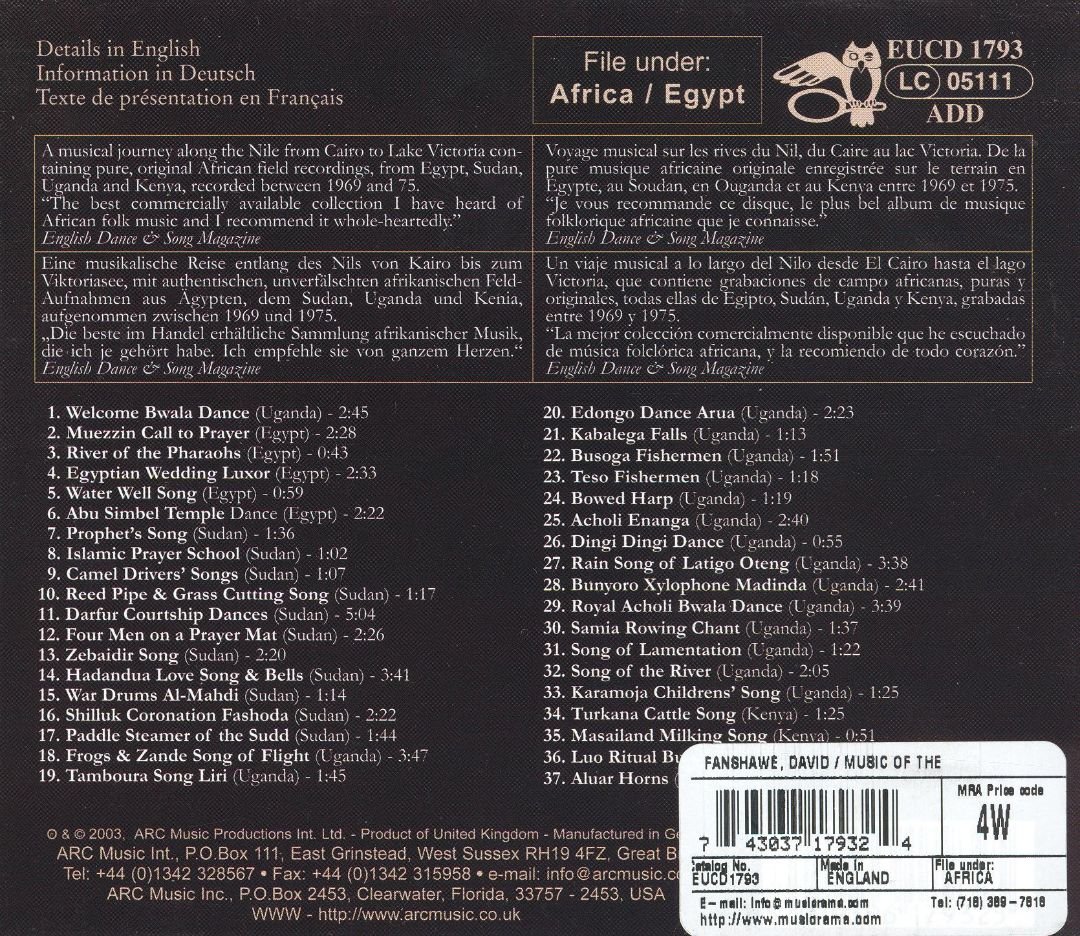 Details in English
Information in Deutsch
Texte de présentation en Français
File under:
Africa / Egypt
EUCD 1793
LC 05111
ADD
A musical journey along the Nile from Cairo to Lake Victoria con-
taining pure, original African field recordings, from Egypt, Sudan,
Uganda and Kenya, recorded between 1969 and 75.
“The best commercially available collection I have heard of
African folk music and I recommend it whole-heartedly.”
English Dance & Song Magazine
Voyage musical sur les rives du Nil, du Caire au lac Victoria. De la
pure musique africaine originale enregistrée sur le terrain en
Egypte, au Soudan, en Ouganda et au Kenya entre 1969 et 1975.
“Je vous recommande ce disque, le plus bel album de musique
folklorique africaine que je connaisse.”
English Dance & Song Magazine
Eine musikalische Reise entlang des Nils von Kairo bis zum
Viktoriasee, mit authentischen, unverfälschten afrikanischen Feld-
Aufnahmen aus Ägypten, dem Sudan, Uganda und Kenia,
aufgenommen zwischen 1969 und 1975.
„Die beste im Handel erhältliche Sammlung afrikanischer Musik,
die ich je gehört habe. Ich empfehle sie von ganzem Herzen.“
English Dance & Song Magazine
Un viaje musical a lo largo del Nilo desde El Cairo hasta el lago
Victoria, que contiene grabaciones de campo africanas, puras y
originales, todas ellas de Egipto, Sudán, Uganda y Kenya, grabadas
entre 1969 y 1975.
“La mejor colección comercialmente disponible que he escuchado
de música folclórica africana, y la recomiendo de todo corazón.”
English Dance & Song Magazine
1. Welcome Bwala Dance (Uganda) - 2:45
2. Muezzin Call to Prayer (Egypt) - 2:28
3. River of the Pharaohs (Egypt) - 0:43
4. Egyptian Wedding Luxor (Egypt) - 2:33
5. Water Well Song (Egypt) - 0:59
6. Abu Simbel Temple Dance (Egypt) - 2:22
7. Prophet's Song (Sudan) - 1:36
8. Islamic Prayer School (Sudan) - 1:02
9. Camel Drivers' Songs (Sudan) - 1:07
10. Reed Pipe & Grass Cutting Song (Sudan) - 1:17
11. Darfur Courtship Dances (Sudan) - 5:04
12. Four Men on a Prayer Mat (Sudan) - 2:26
13. Zebaidir Song (Sudan) - 2:20
14. Hadandua Love Song & Bells (Sudan) - 3:41
15. War Drums Al-Mahdi (Sudan) - 1:14
16. Shilluk Coronation Fashoda (Sudan) - 2:22
17. Paddle Steamer of the Sudd (Sudan) - 1:44
18. Frogs & Zande Song of Flight (Uganda) - 3:47
19. Tamboura Song Liri (Uganda) - 1:45
20. Edongo Dance Arua (Uganda) - 2:23
21. Kabalega Falls (Uganda) - 1:13
22. Busoga Fishermen (Uganda) - 1:51
23. Teso Fishermen (Uganda) - 1:18
24. Bowed Harp (Uganda) - 1:19
25. Acholi Enanga (Uganda) - 2:40
26. Dingi Dingi Dance (Uganda) - 0:55
27. Rain Song of Latigo Oteng (Uganda) - 3:38
28. Bunyoro Xylophone Madinda (Uganda) - 2:41
29. Royal Acholi Bwala Dance (Uganda) - 3:39
30. Samia Rowing Chant (Uganda) - 1:37
31. Song of Lamentation (Uganda) - 1:22
32. Song of the River (Uganda) - 2:05
33. Karamoja Childrens' Song (Uganda) - 1:25
34. Turkana Cattle Song (Kenya) - 1:25
35. Masailand Milking Song (Kenya) - 0:51
36. Luo Ritual
37. Aluar Horns
℗ & © 2003, ARC Music Productions Int. Ltd. - Product of United Kingdom - Manufactured in
ARC Music Int., P.O.Box 111, East Grinstead, West Sussex RH19 4FZ, Great
Tel: +44 (0)1342 328567 • Fax: +44 (0)1342 315958 • e-mail: info@arcmusic.co
ARC Music Inc., P.O.Box 2453, Clearwater, Florida, 33757 - 2453, USA
WWW - http://www.arcmusic.co.uk
FANSHAWE, DAVID / MUSIC OF THE
MRA Price code
4W
7 43037 17932 4
Catalog No.
EUCD1793
Made in
ENGLAND
File under:
AFRICA
E-mail: Info@musicrama.com
http://www.musicrama.com
Tel: (718) 389-7818